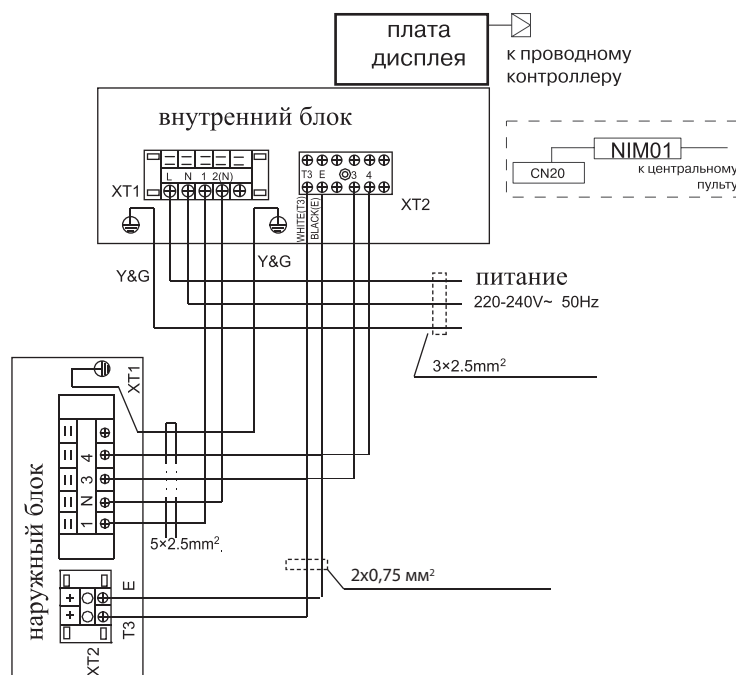 плата
дисплея
к проводному
контроллеру
внутренний блок
NIM01
CN20
к центральному
пульту
L N 1 2(N)
XT1
T3 E 3 4
XT2
WHITE(T3)
BLACK(E)
Y&G
Y&G
питание
220-240V~ 50Hz
3×2.5mm²
XT1
наружный блок
4
3
N
1
5×2.5mm².
2x0,75 мм²
E
T3
XT2